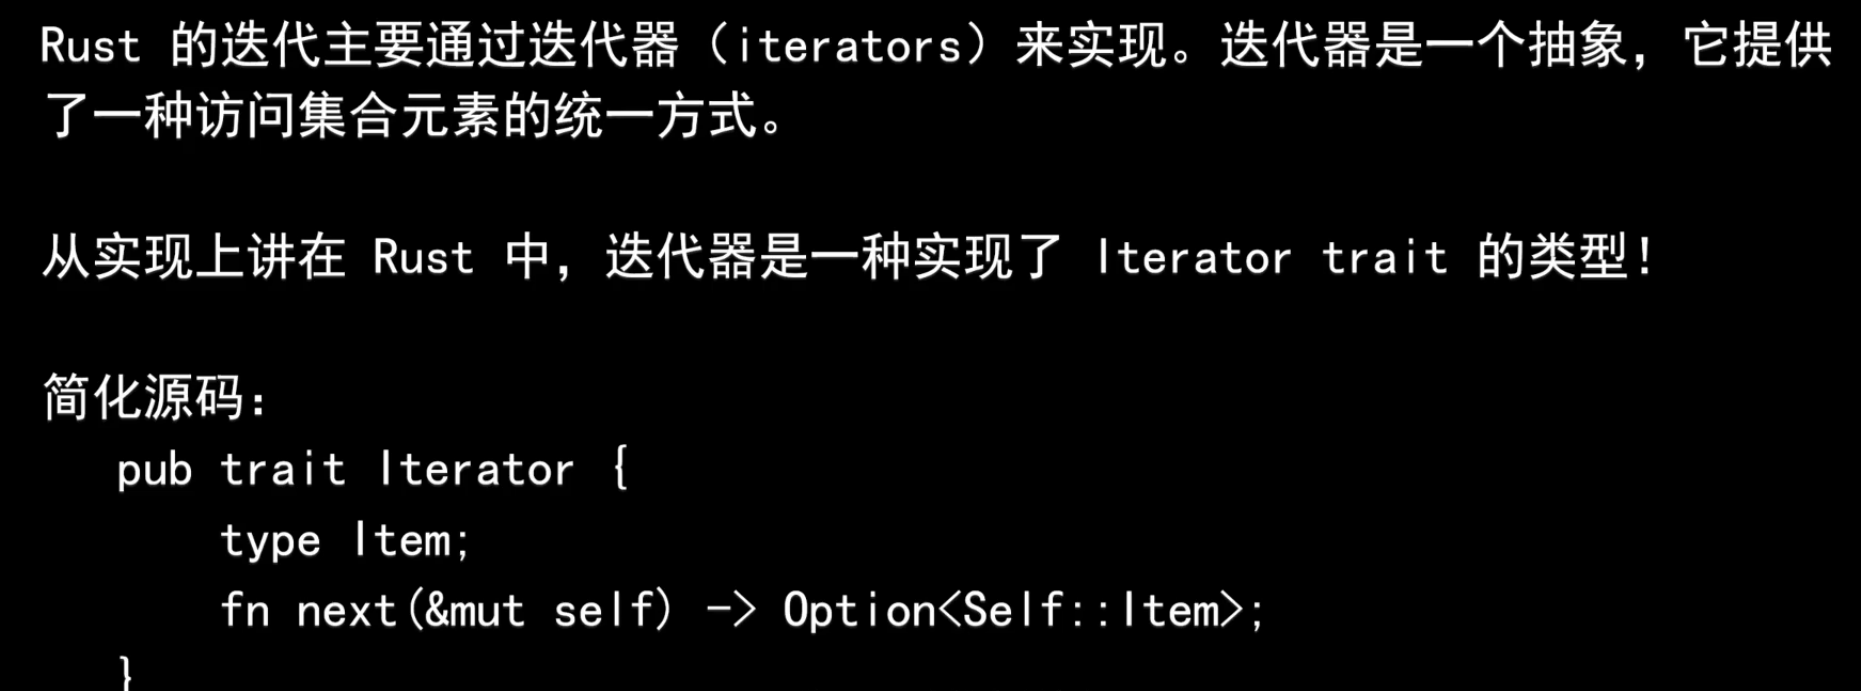 Rust 的迭代主要通过迭代器（iterators）来实现。迭代器是一个抽象，它提供
了一种访问集合元素的统一方式。
从实现上讲在 Rust 中，迭代器是一种实现了 Iterator trait 的类型！
简化源码：
pub trait Iterator {
type Item;
fn next(&mut self) -> Option<Self::Item>;
}